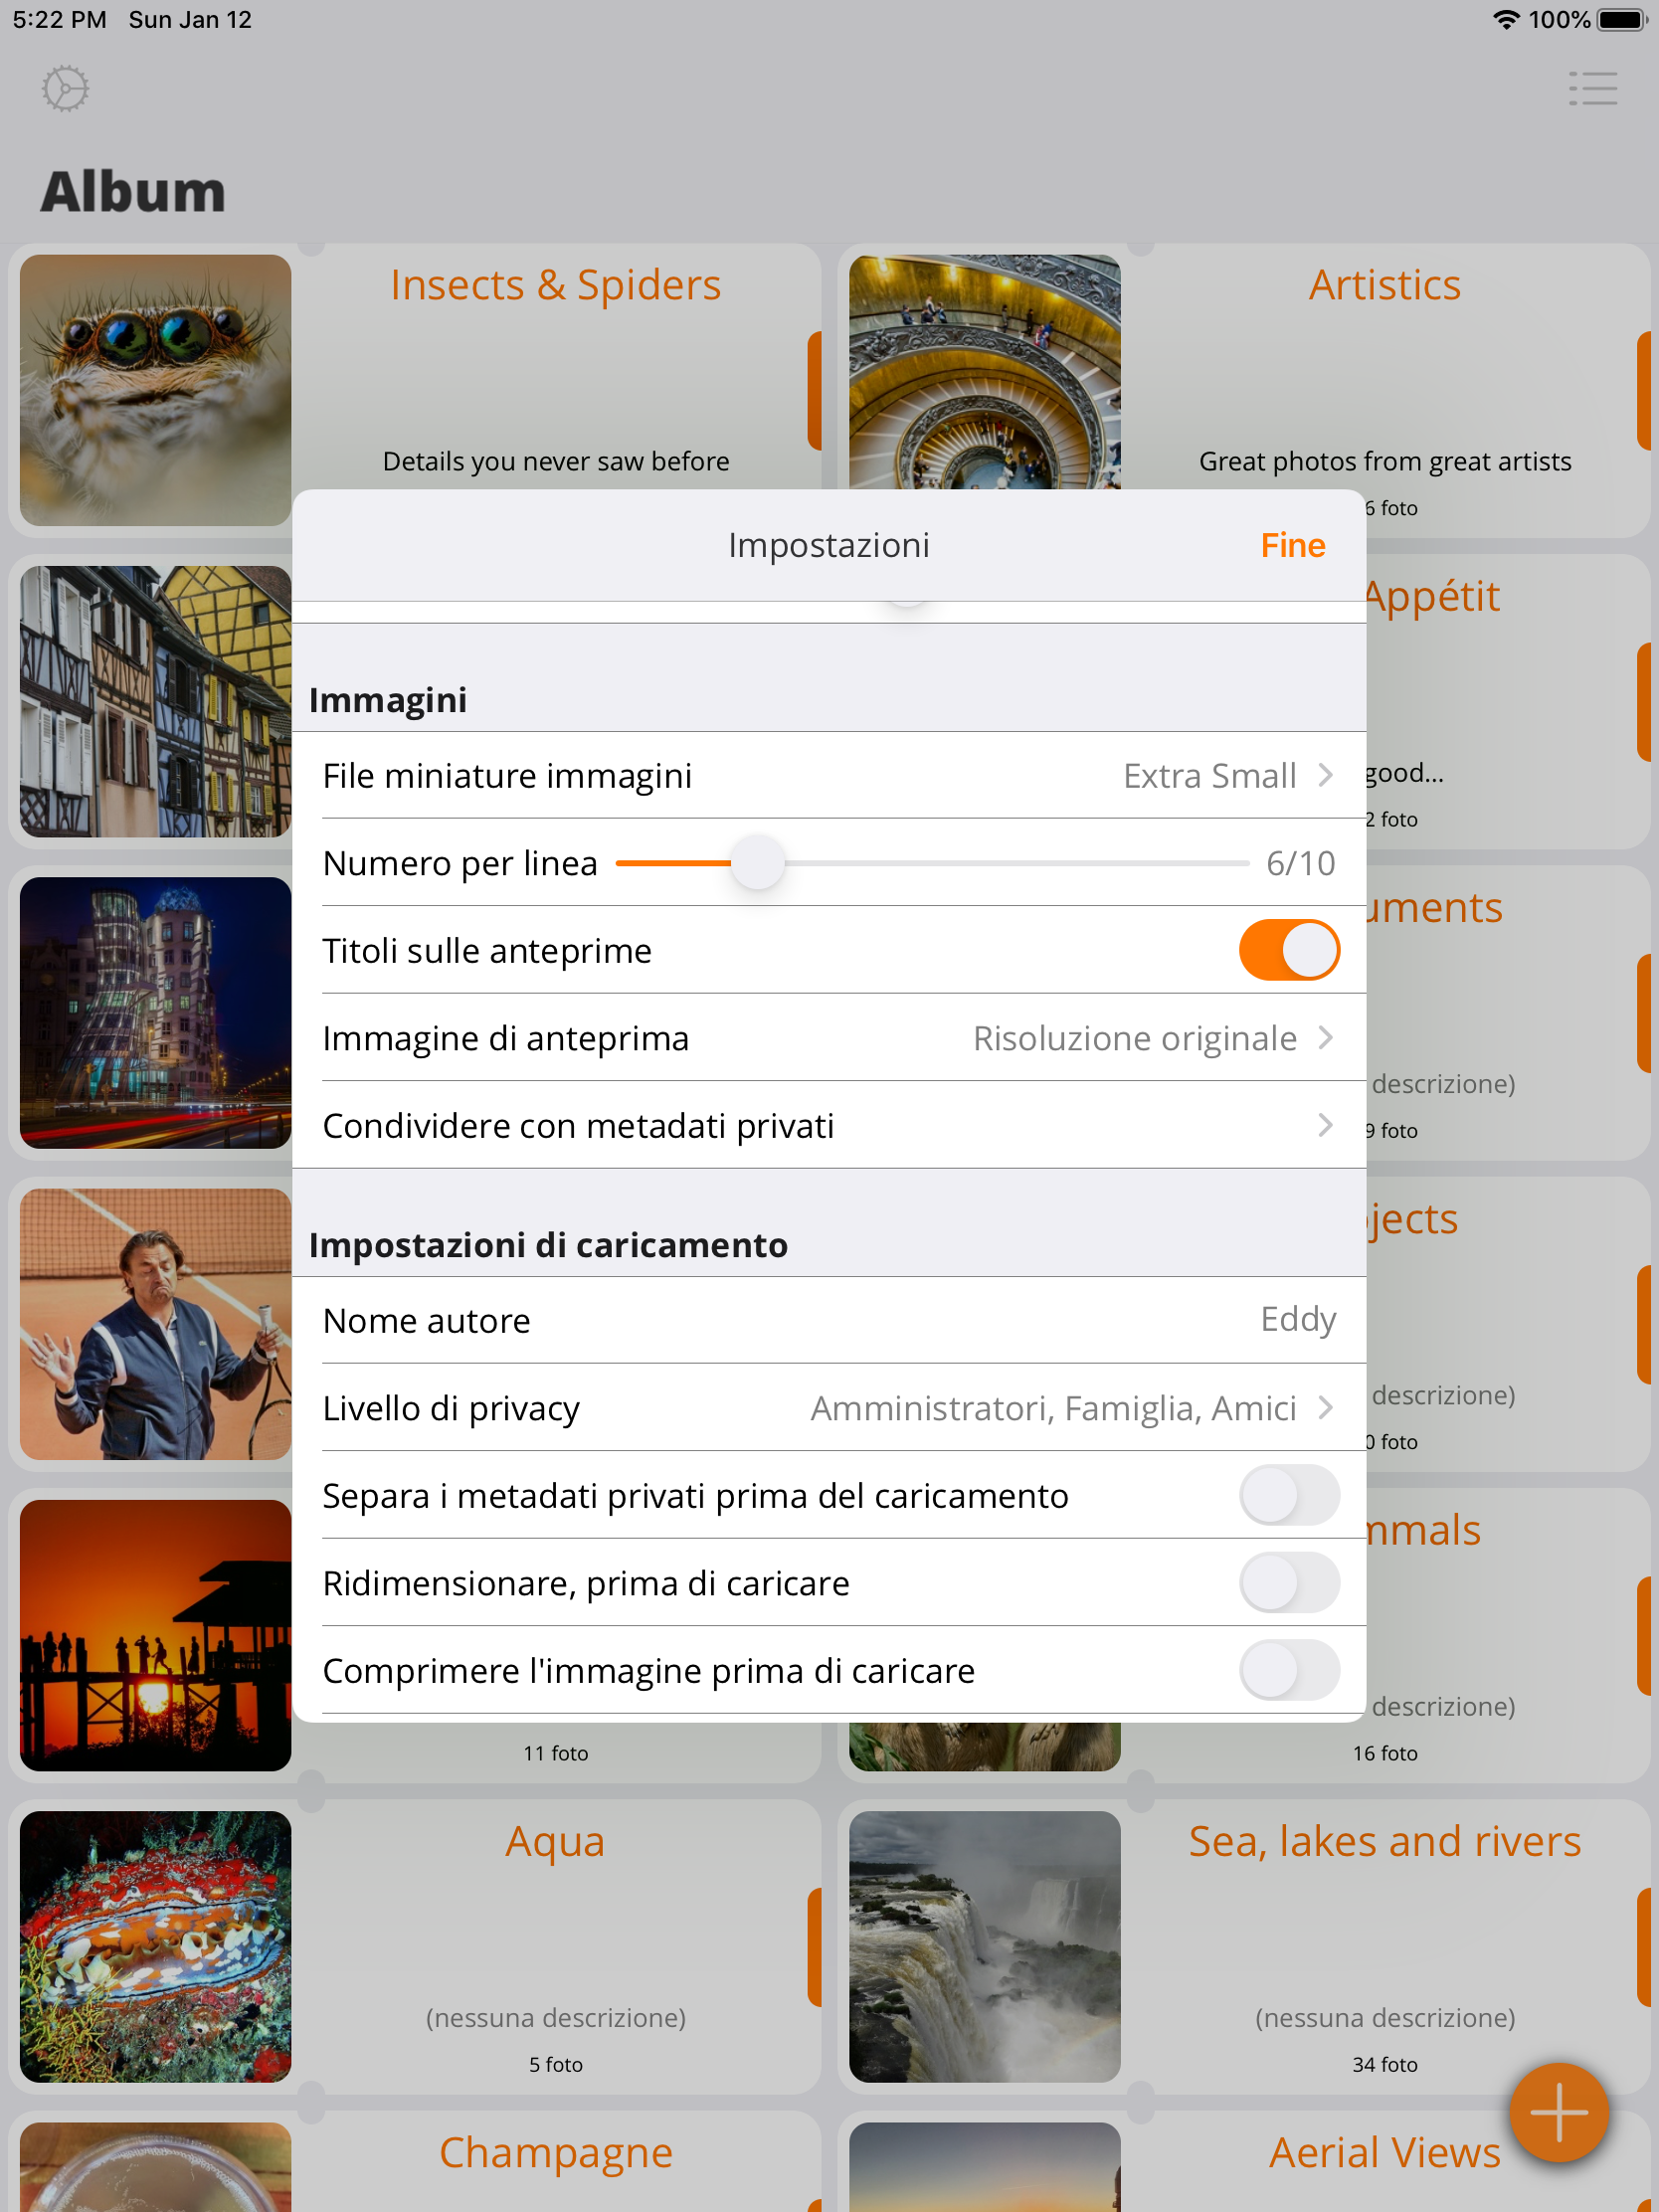 5:22 PM Sun Jan 12
100%
Album
Insects & Spiders
Details you never saw before
Artistics
Great photos from great artists
6 foto
Impostazioni
Fine
Appétit
good...
2 foto
Immagini
File miniature immagini
Extra Small
Numero per linea
6/10
Titoli sulle anteprime
Immagine di anteprima
Risoluzione originale
Condividere con metadati privati
uments
descrizione)
9 foto
Impostazioni di caricamento
Nome autore
Eddy
Livello di privacy
Amministratori, Famiglia, Amici
Separa i metadati privati prima del caricamento
Ridimensionare, prima di caricare
Comprimere l'immagine prima di caricare
jects
descrizione)
0 foto
mmals
descrizione)
11 foto
16 foto
Aqua
(nessuna descrizione)
5 foto
Sea, lakes and rivers
(nessuna descrizione)
34 foto
Champagne
Aerial Views